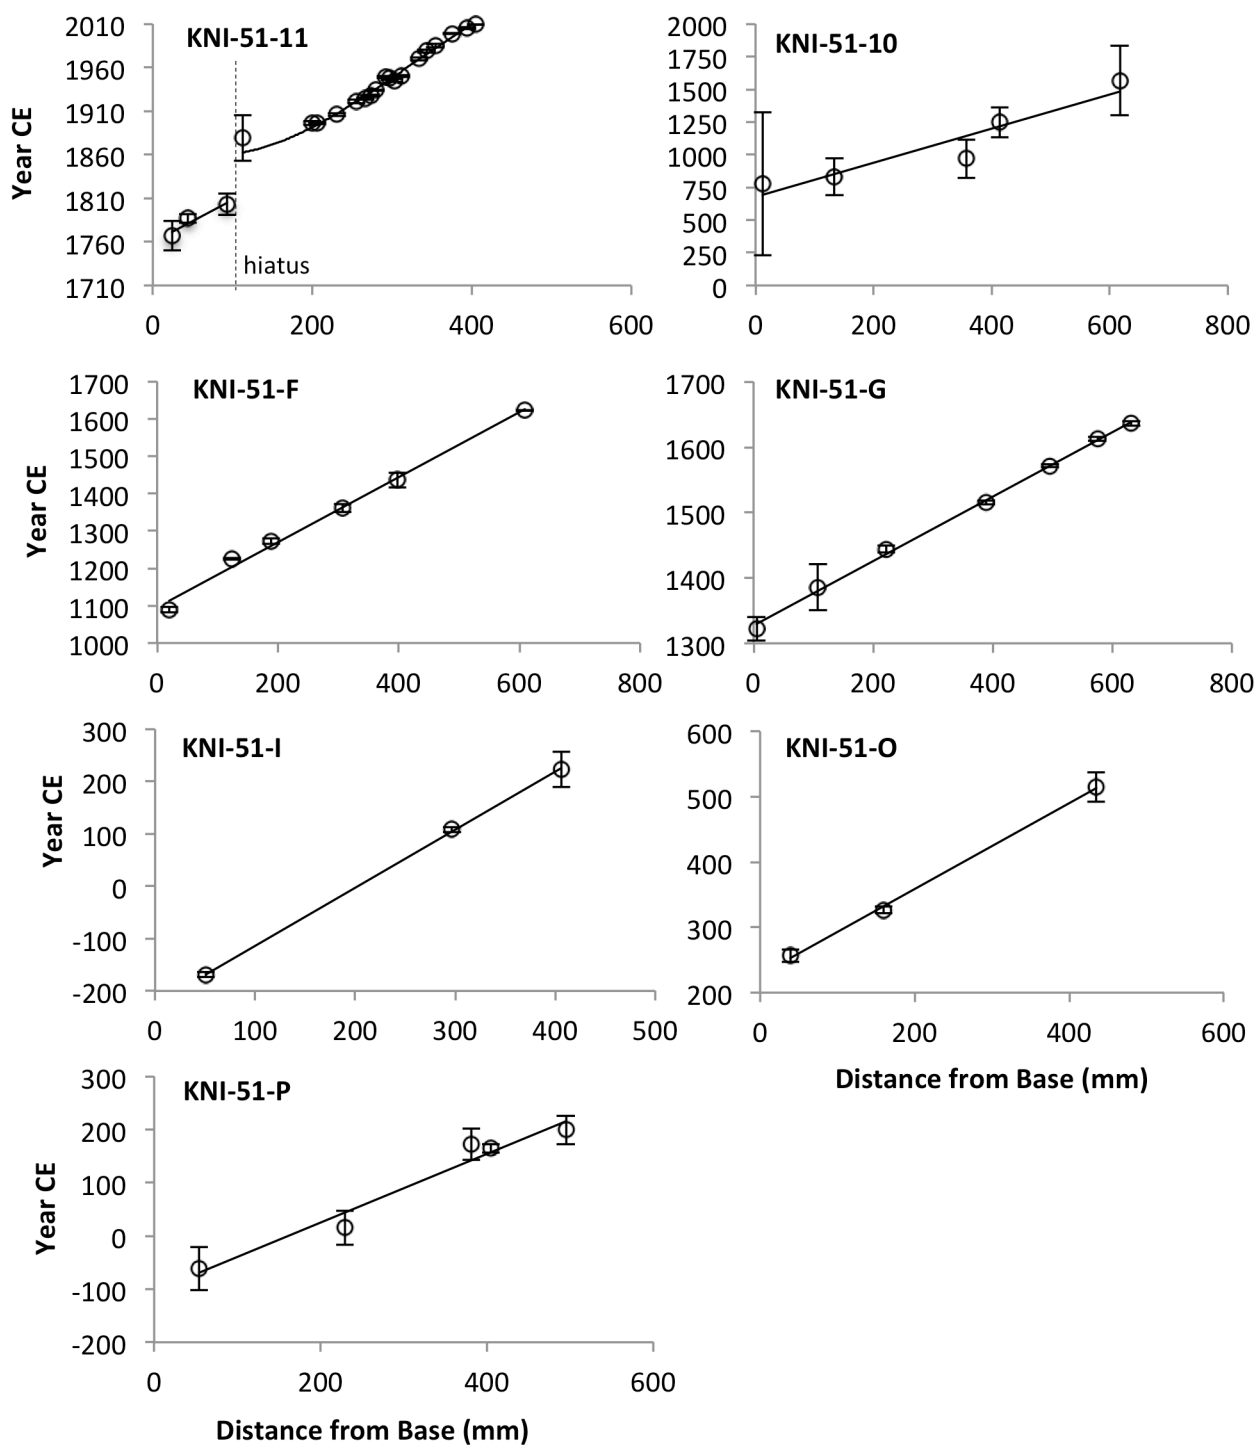 KNI-51-11
Year CE
2010
1960
1910
1860
1810
1760
1710
hiatus
0 200 400 600
KNI-51-10
2000
1750
1500
1250
1000
750
500
250
0
0 200 400 600 800
KNI-51-F
Year CE
1700
1600
1500
1400
1300
1200
1100
1000
0 200 400 600 800
KNI-51-G
1700
1600
1500
1400
1300
0 200 400 600 800
KNI-51-I
Year CE
300
200
100
0
-100
-200
0 100 200 300 400 500
KNI-51-O
600
500
400
300
200
0 200 400 600
Distance from Base (mm)
KNI-51-P
Year CE
300
200
100
0
-100
-200
0 200 400 600
Distance from Base (mm)